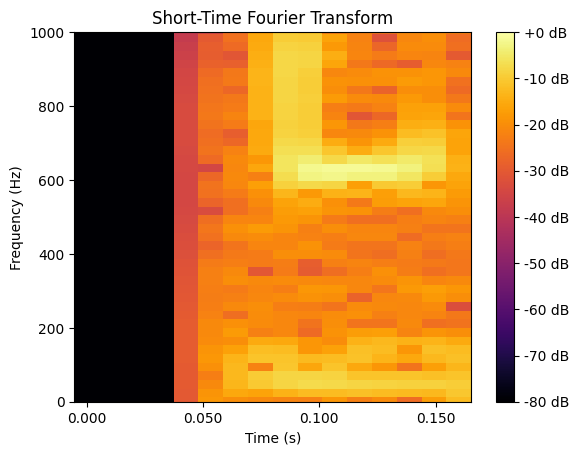 Short-Time Fourier Transform
Frequency (Hz)
1000
800
600
400
200
0
0.000
0.050
0.100
0.150
Time (s)
+0 dB
-10 dB
-20 dB
-30 dB
-40 dB
-50 dB
-60 dB
-70 dB
-80 dB